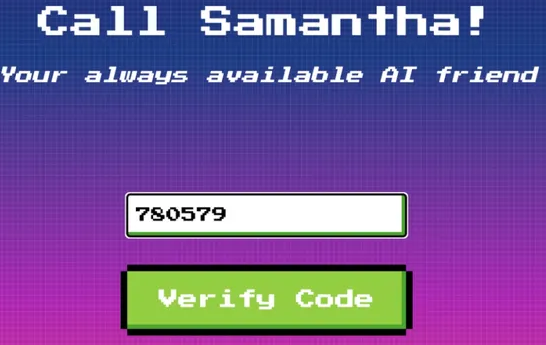 Call Samantha!
Your always available AI friend
780579
Verify Code